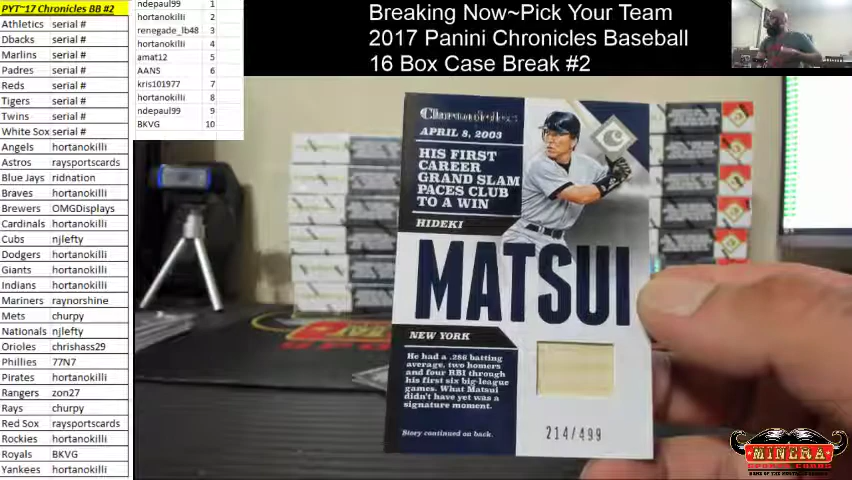 PYT~17 Chronicles BB #2
Athletics serial #
Dbacks serial #
Marlins serial #
Padres serial #
Reds serial #
Tigers serial #
Twins serial #
White Sox serial #
Angels hortanokilli
Astros raysportscards
Blue Jays ridnation
Braves hortanokilli
Brewers OMGDisplays
Cardinals hortanokilli
Cubs njlefty
Dodgers hortanokilli
Giants hortanokilli
Indians hortanokilli
Mariners raynorshine
Mets churpy
Nationals njlefty
Orioles chrishass29
Phillies 77N7
Pirates hortanokilli
Rangers zon27
Rays churpy
Red Sox raysportscards
Rockies hortanokilli
Royals BKVG
Yankees hortanokilli
ndepaul99 1
hortanokilli 2
renegade_lb48 3
hortanokilli 4
amat12 5
AANS 6
kris101977 7
hortanokilli 8
ndepaul99 9
BKVG 10
Breaking Now~Pick Your Team
2017 Panini Chronicles Baseball
16 Box Case Break #2
Chronicles
APRIL 8, 2003
HIS FIRST
CAREER
GRAND SLAM
PACES CLUB
TO A WIN
HIDEKI
MATSUI
NEW YORK
He had a .286 batting
average, two homers
and four RBI through
his first six big-league
games. What Matsui
didn't have yet was a
signature moment.
Story continued on back.
214/499
MINERA
SPORTS CARDS